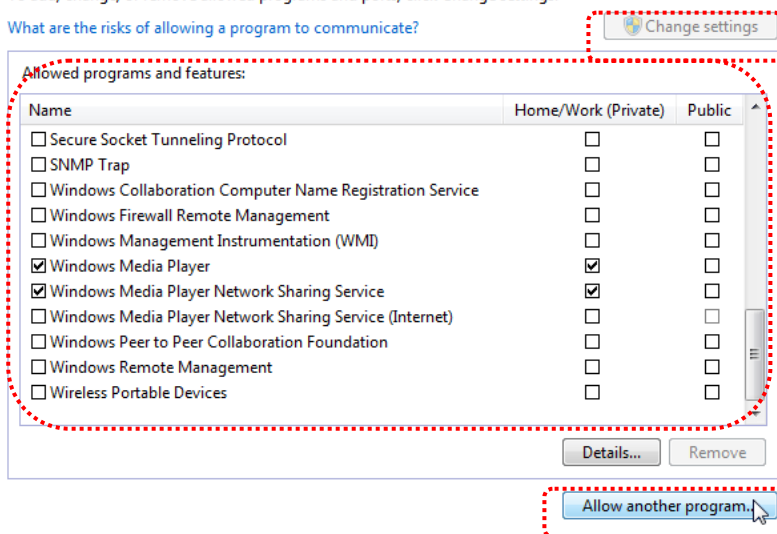 What are the risks of allowing a program to communicate?
Change settings
Allowed programs and features:
Name Home/Work (Private) Public
Secure Socket Tunneling Protocol
SNMP Trap
Windows Collaboration Computer Name Registration Service
Windows Firewall Remote Management
Windows Management Instrumentation (WMI)
Windows Media Player
Windows Media Player Network Sharing Service
Windows Media Player Network Sharing Service (Internet)
Windows Peer to Peer Collaboration Foundation
Windows Remote Management
Wireless Portable Devices
Details... Remove
Allow another program...